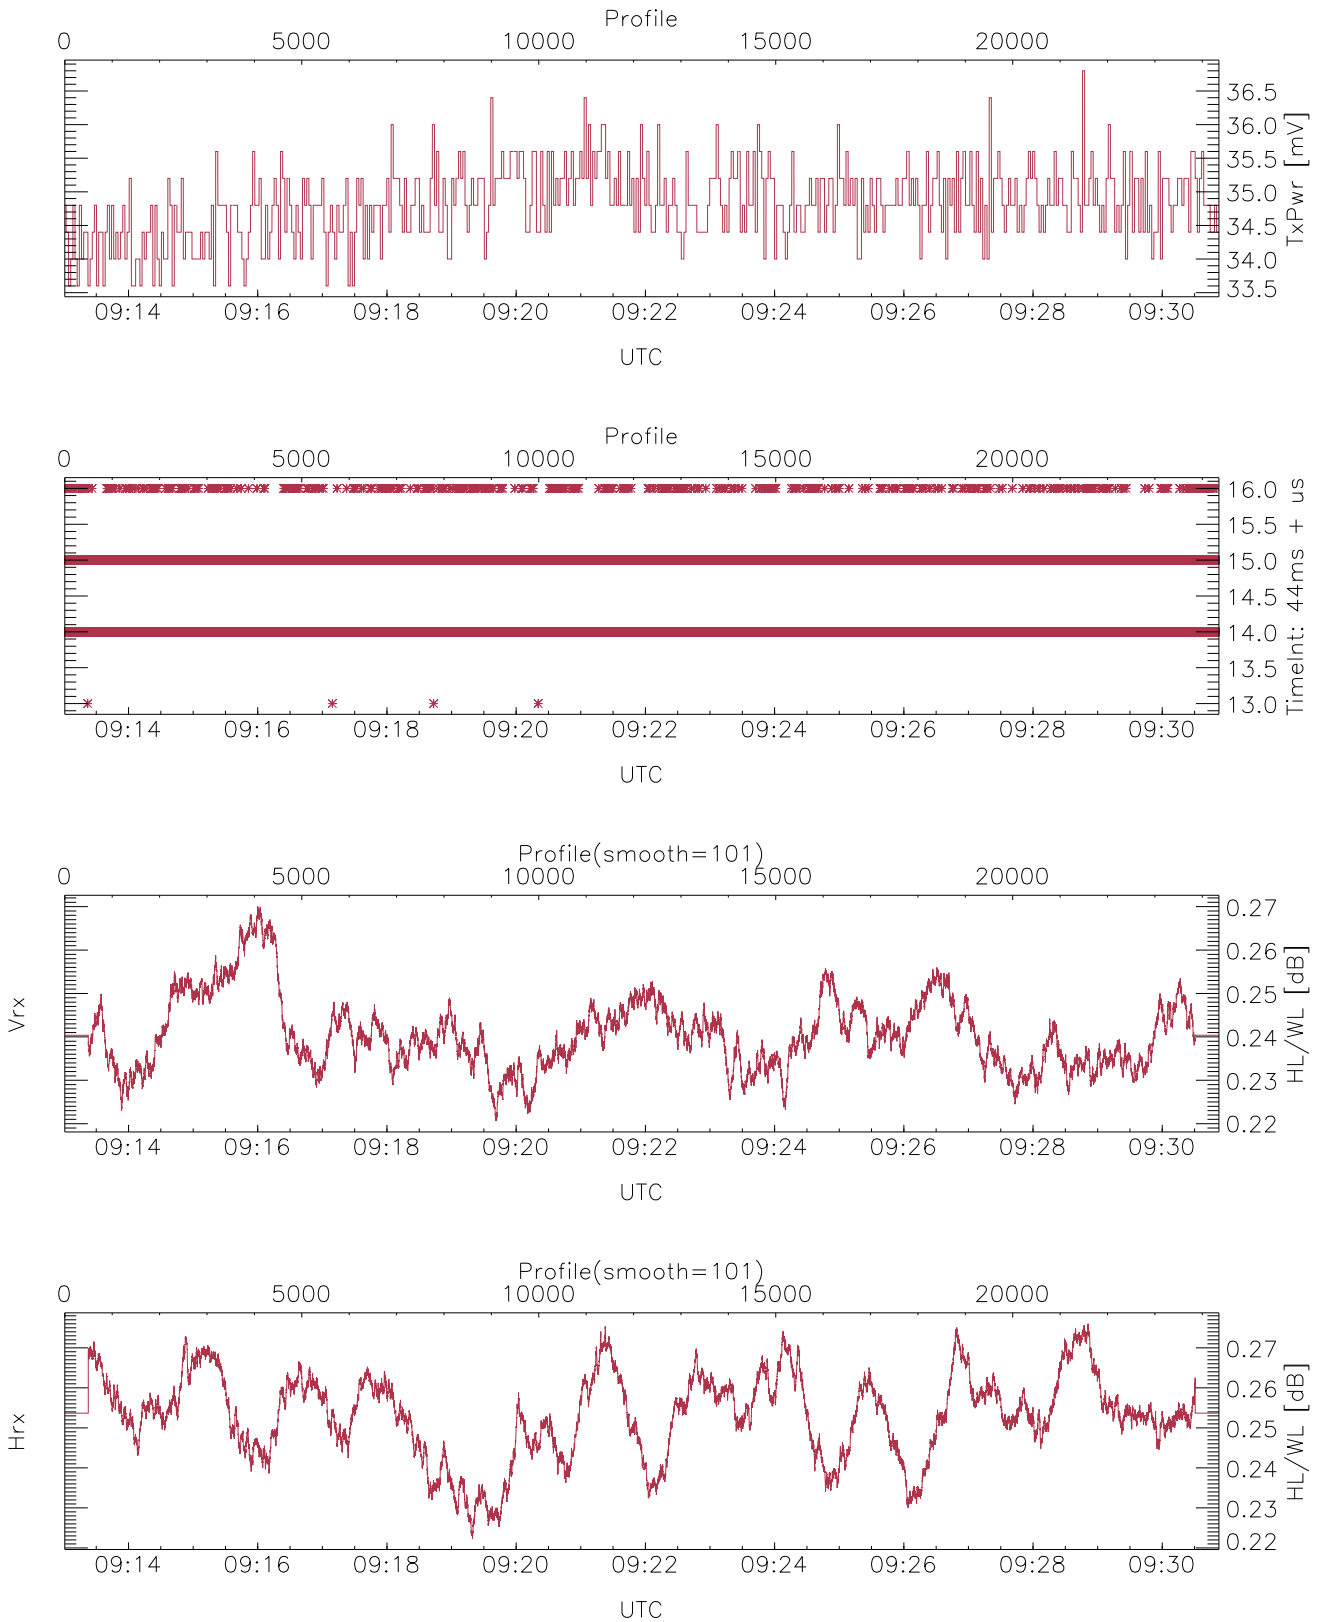 Profile
0 5000 10000 15000 20000
36.5
36.0
35.5
35.0
34.5
34.0
33.5
TxPwr [mV]
09:14 09:16 09:18 09:20 09:22 09:24 09:26 09:28 09:30
UTC
Profile
0 5000 10000 15000 20000
16.0
15.5
15.0
14.5
14.0
13.5
13.0
TimeInt: 44ms + us
09:14 09:16 09:18 09:20 09:22 09:24 09:26 09:28 09:30
UTC
Profile(smooth=101)
0 5000 10000 15000 20000
Vrx
0.27
0.26
0.25
0.24
0.23
0.22
HL/WL [dB]
09:14 09:16 09:18 09:20 09:22 09:24 09:26 09:28 09:30
UTC
Profile(smooth=101)
0 5000 10000 15000 20000
Hrx
0.27
0.26
0.25
0.24
0.23
0.22
HL/WL [dB]
09:14 09:16 09:18 09:20 09:22 09:24 09:26 09:28 09:30
UTC